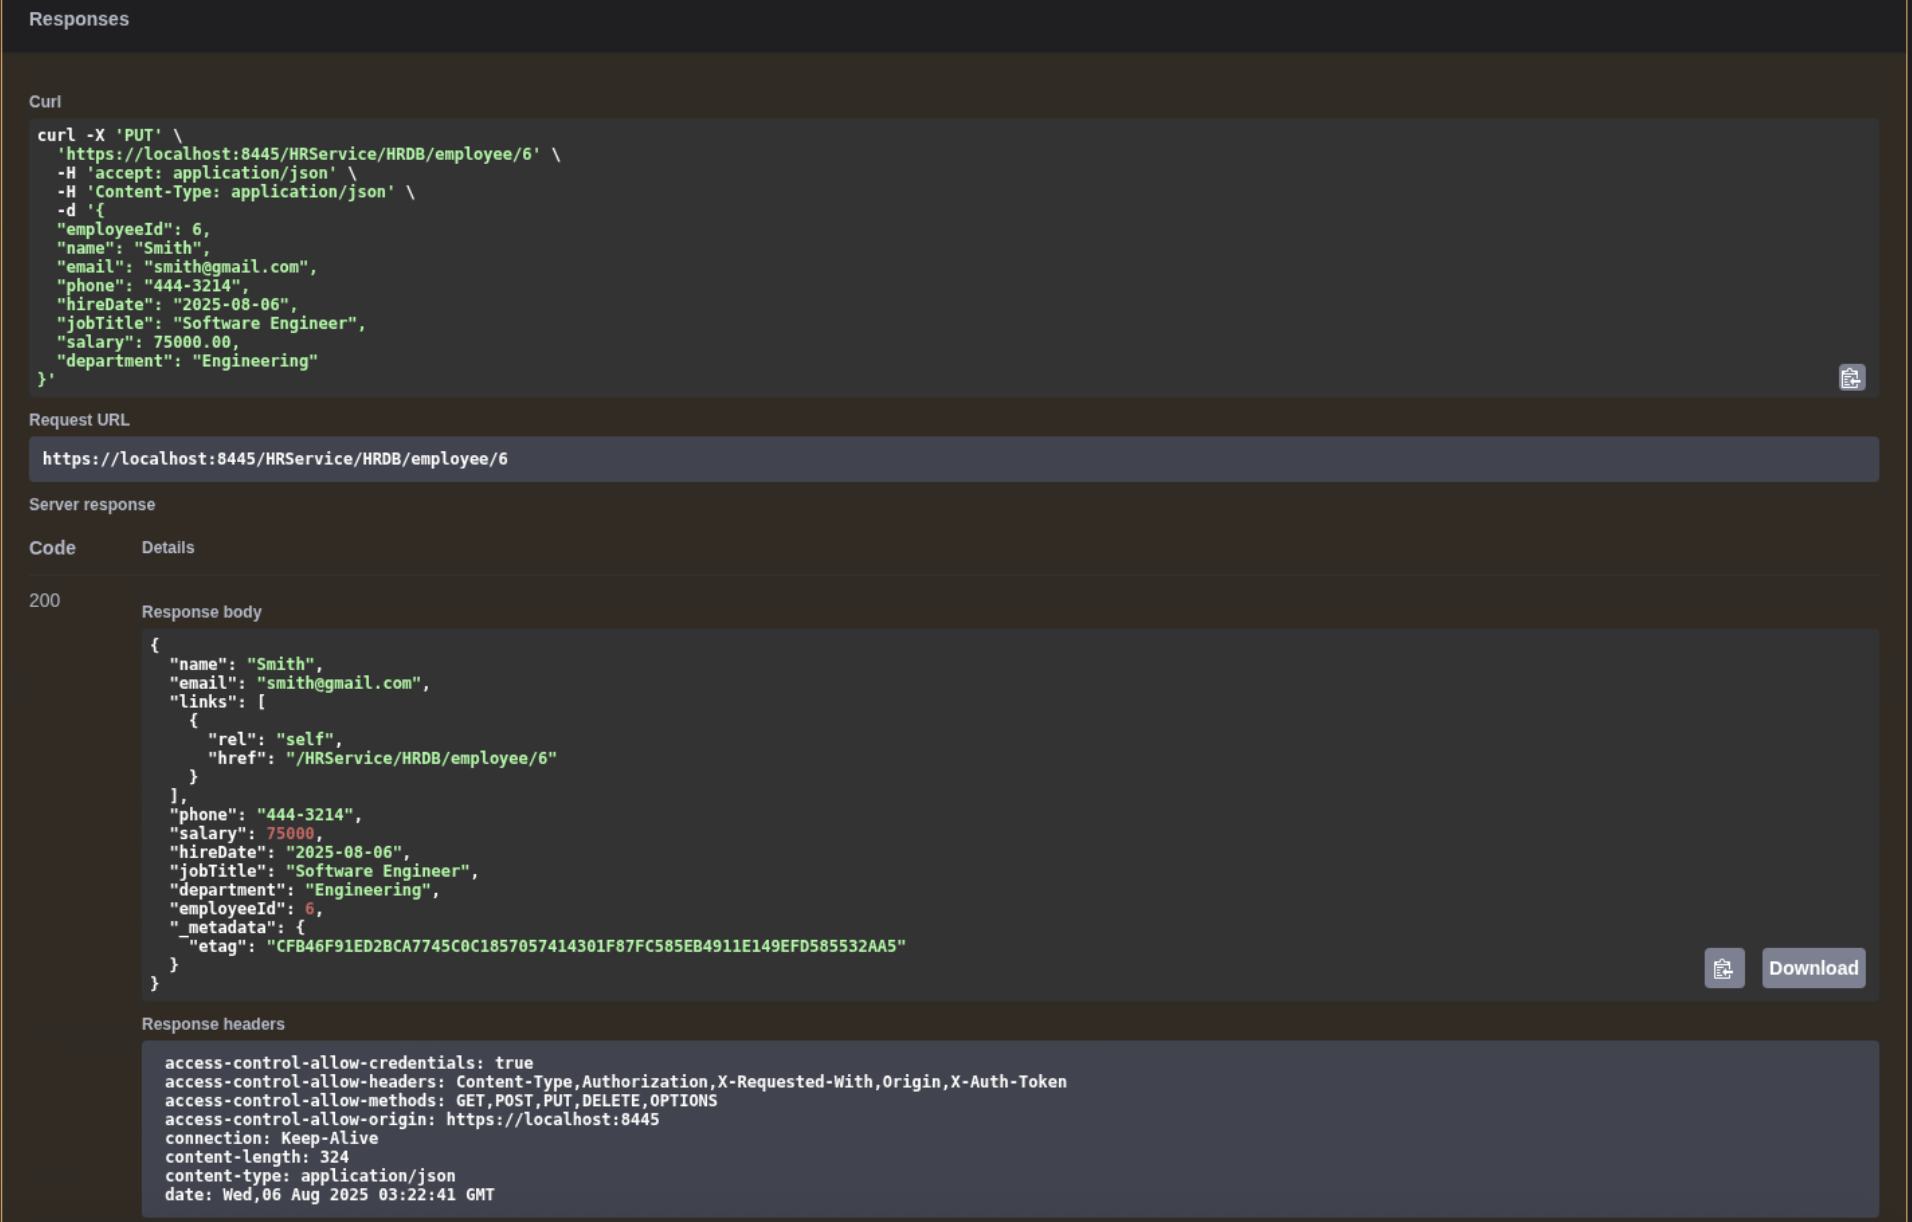 Responses
Curl
curl -X 'PUT' \
  'https://localhost:8445/HRService/HRDB/employee/6' \
  -H 'accept: application/json' \
  -H 'Content-Type: application/json' \
  -d '{
  "employeeId": 6,
  "name": "Smith",
  "email": "smith@gmail.com",
  "phone": "444-3214",
  "hireDate": "2025-08-06",
  "jobTitle": "Software Engineer",
  "salary": 75000.00,
  "department": "Engineering"
}'
Request URL
https://localhost:8445/HRService/HRDB/employee/6
Server response
Code Details
200
Response body
{
  "name": "Smith",
  "email": "smith@gmail.com",
  "links": [
    {
      "rel": "self",
      "href": "/HRService/HRDB/employee/6"
    }
  ],
  "phone": "444-3214",
  "salary": 75000,
  "hireDate": "2025-08-06",
  "jobTitle": "Software Engineer",
  "department": "Engineering",
  "employeeId": 6,
  "_metadata": {
    "etag": "CFB46F91ED2BCA7745C0C1857057414301F87FC585EB4911E149EFD585532AA5"
  }
}
Download
Response headers
access-control-allow-credentials: true
access-control-allow-headers: Content-Type,Authorization,X-Requested-With,Origin,X-Auth-Token
access-control-allow-methods: GET,POST,PUT,DELETE,OPTIONS
access-control-allow-origin: https://localhost:8445
connection: Keep-Alive
content-length: 324
content-type: application/json
date: Wed,06 Aug 2025 03:22:41 GMT